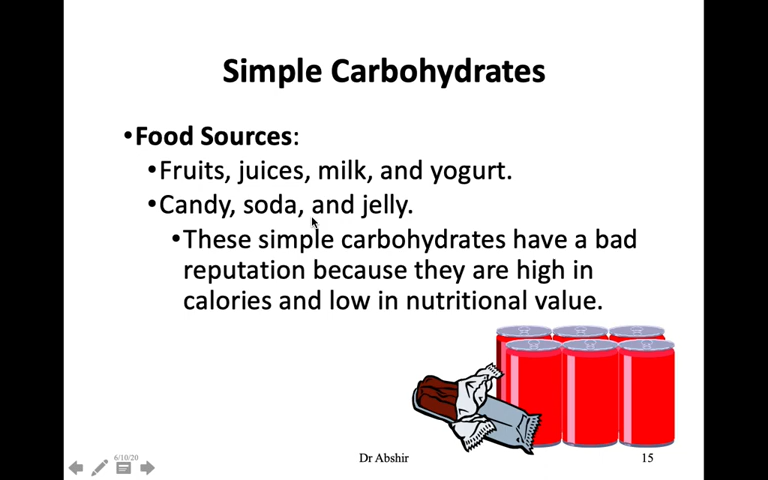 Simple Carbohydrates
•Food Sources:
•Fruits, juices, milk, and yogurt.
•Candy, soda, and jelly.
•These simple carbohydrates have a bad
reputation because they are high in
calories and low in nutritional value.
6/10/20
Dr Abshir
15